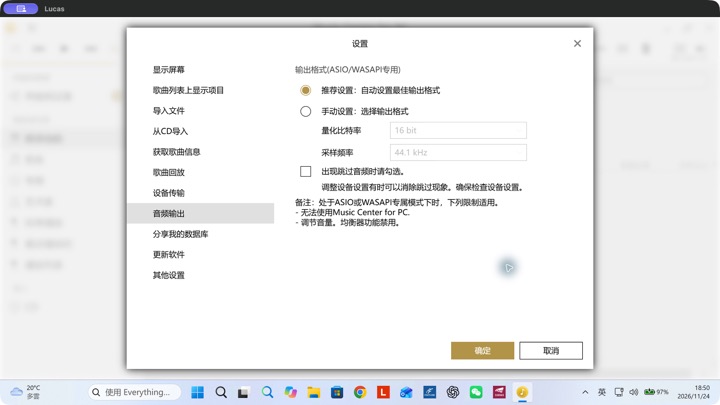 Lucas
设置
显示屏幕
歌曲列表上显示项目
导入文件
从CD导入
获取歌曲信息
歌曲回放
设备传输
音频输出
分享我的数据库
更新软件
其他设置
输出格式(ASIO/WASAPI专用)
推荐设置：自动设置最佳输出格式
手动设置：选择输出格式
量化比特率
16 bit
采样频率
44.1 kHz
出现跳过音频时请勾选。
调整设备设置有时可以消除跳过现象。确保检查设备设置。
备注：处于ASIO或WASAPI专属模式下时，下列限制适用。
- 无法使用Music Center for PC.
- 调节音量。均衡器功能禁用。
确定
取消
20°C
多雲
使用 Everything...
英
97%
18:50
2026/11/24